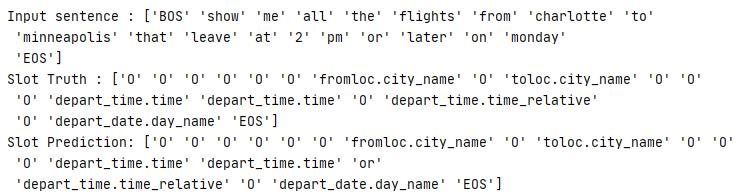 Input sentence : ['BOS' 'show' 'me' 'all' 'the' 'flights' 'from' 'charlotte' 'to'
'minneapolis' 'that' 'leave' 'at' '2' 'pm' 'or' 'later' 'on' 'monday'
'EOS']
Slot Truth : ['O' 'O' 'O' 'O' 'O' 'O' 'fromloc.city_name' 'O' 'toloc.city_name' 'O' 'O'
'O' 'depart_time.time' 'depart_time.time' 'O' 'depart_time.time_relative'
'O' 'depart_date.day_name' 'EOS']
Slot Prediction: ['O' 'O' 'O' 'O' 'O' 'O' 'fromloc.city_name' 'O' 'toloc.city_name' 'O' 'O'
'O' 'depart_time.time' 'depart_time.time' 'or'
'depart_time.time_relative' 'O' 'depart_date.day_name' 'EOS']